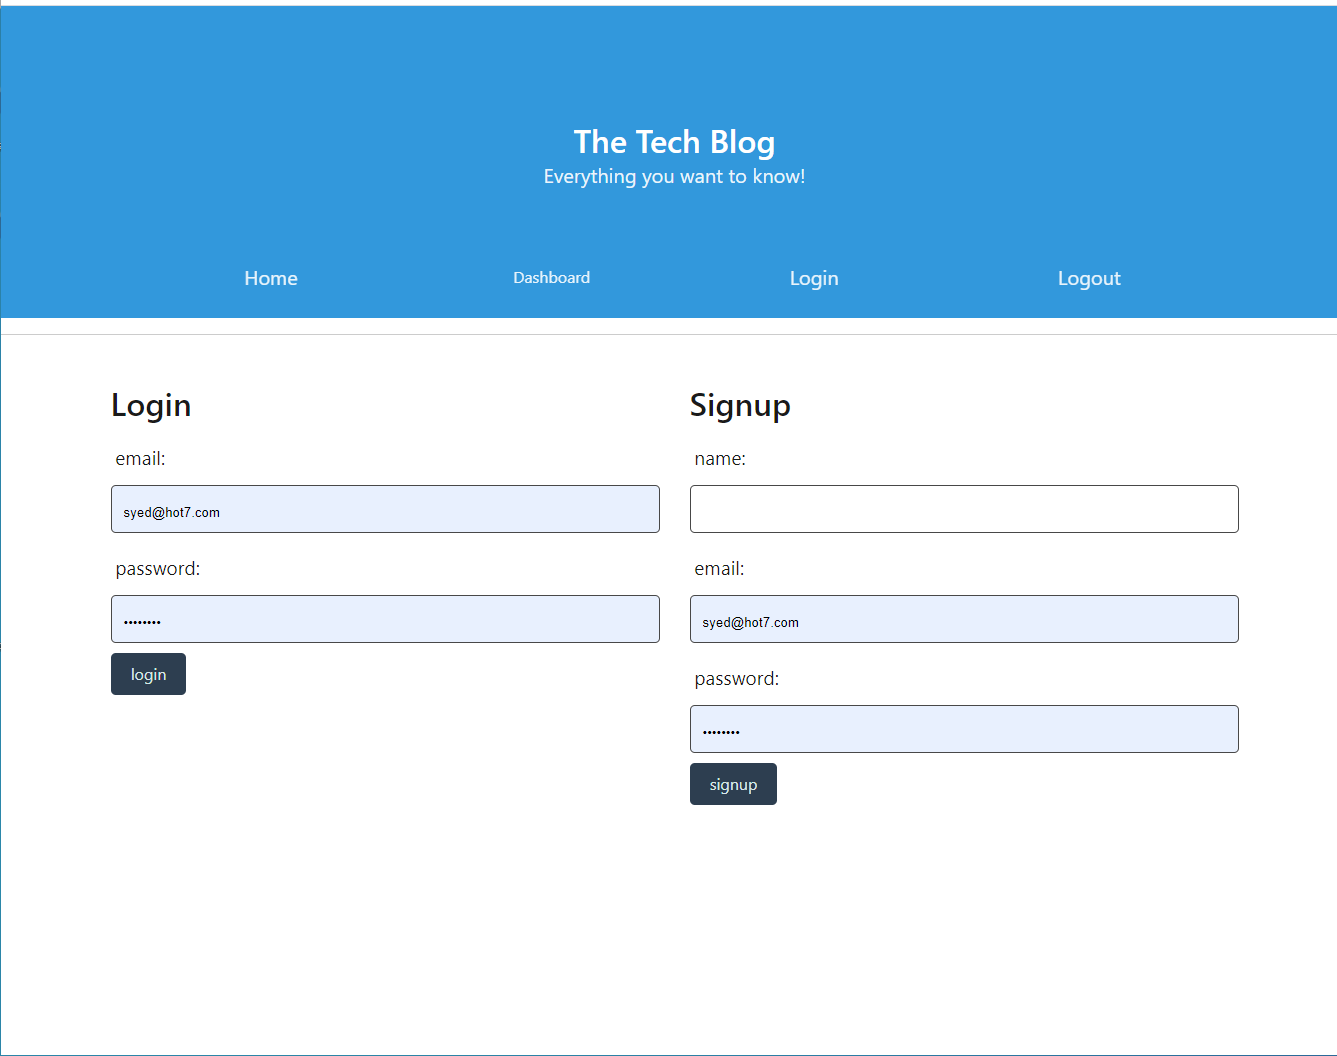 The Tech Blog
Everything you want to know!
Home Dashboard Login Logout
Login
email:
syed@hot7.com
password:
••••••••
login
Signup
name:
email:
syed@hot7.com
password:
••••••••
signup